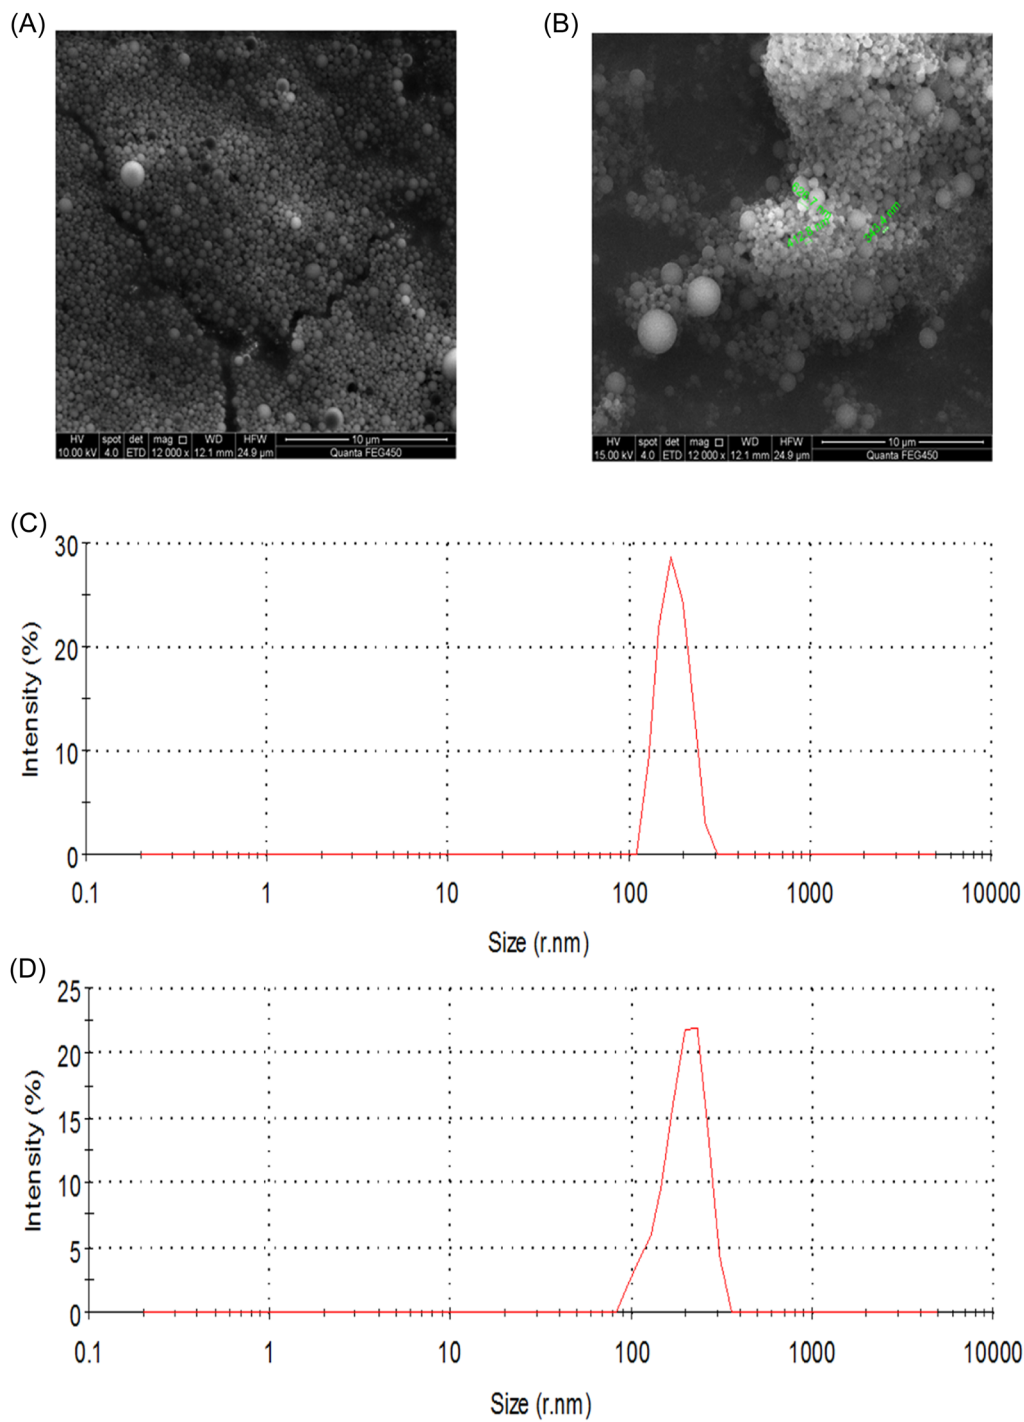 (A)
(B)
HV spot det mag WD HFW 10 µm
10.00 kV 4.0 ETD 12 000 x 12.1 mm 24.9 µm Quanta FEG450
HV spot det mag WD HFW 10 µm
15.00 kV 4.0 ETD 12 000 x 12.1 mm 24.9 µm Quanta FEG450
(C)
30
20
10
0
Intensity (%)
0.1 1 10 100 1000 10000
Size (r.nm)
(D)
25
20
15
10
5
0
Intensity (%)
0.1 1 10 100 1000 10000
Size (r.nm)